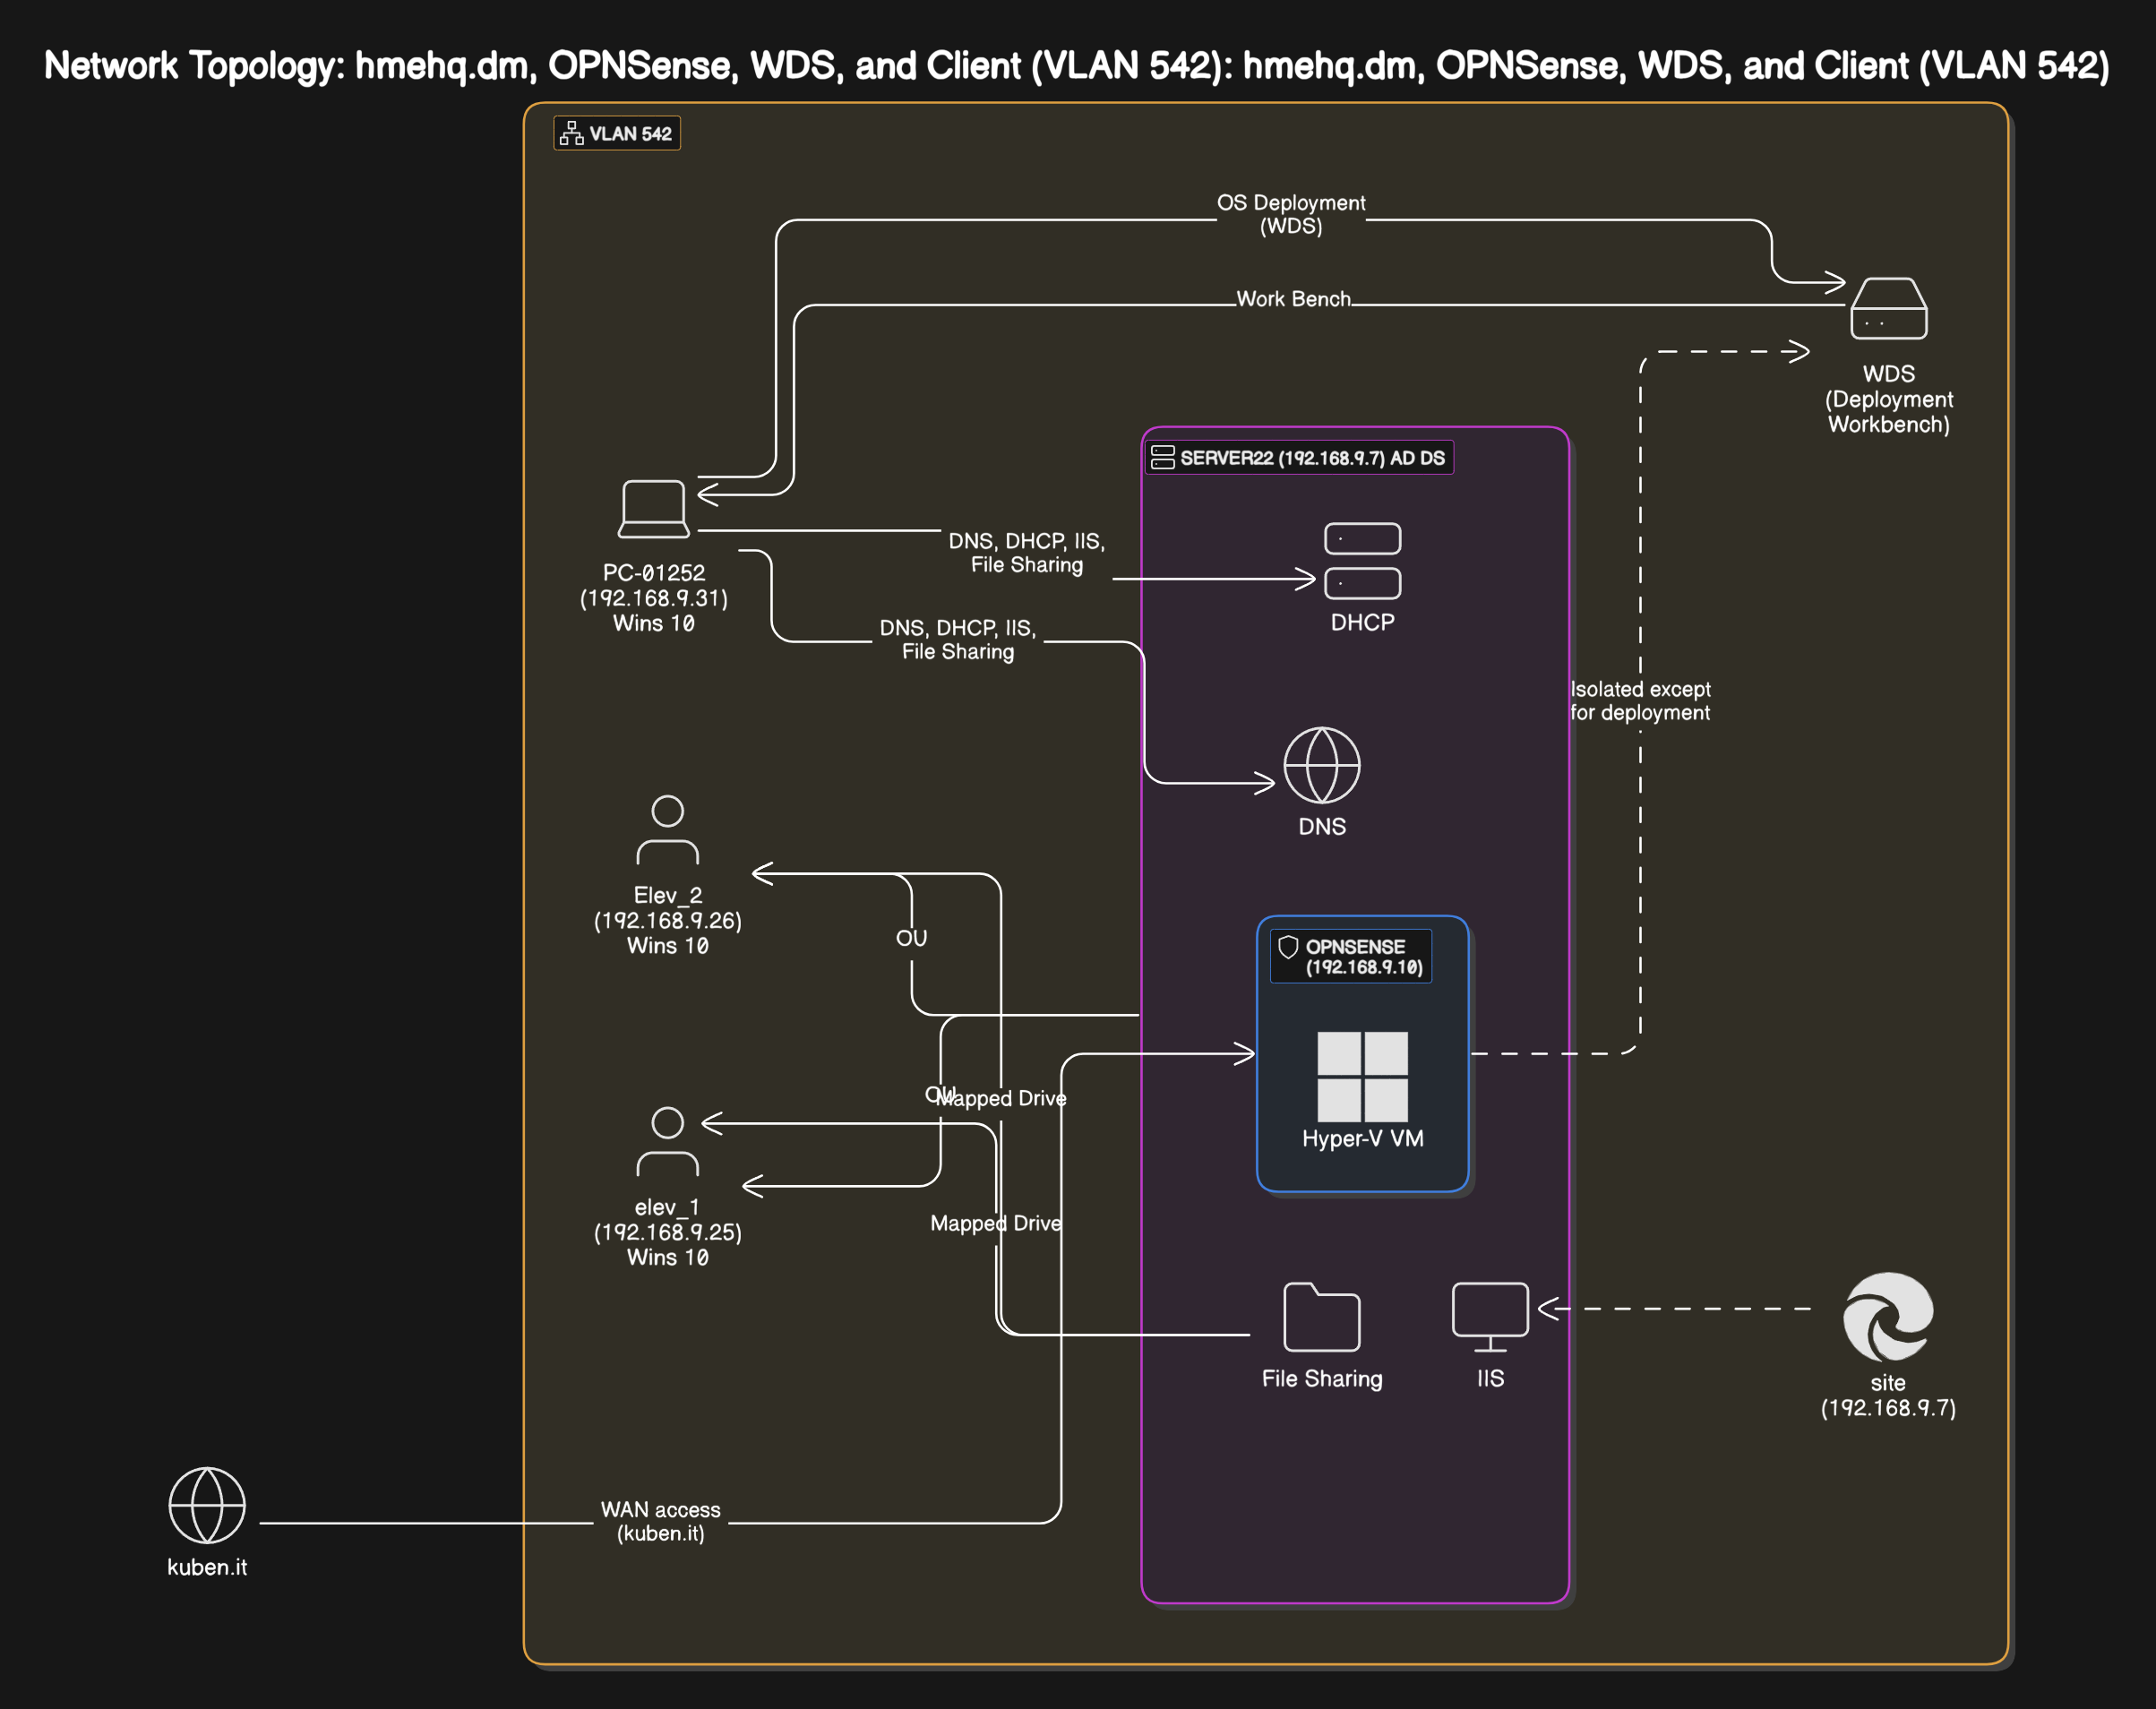 Network Topology: hmehq.dm, OPNSense, WDS, and Client (VLAN 542): hmehq.dm, OPNSense, WDS, and Client (VLAN 542)
VLAN 542
OS Deployment
(WDS)
Work Bench
WDS
(Deployment
Workbench)
SERVER22 (192.168.9.7) AD DS
PC-01252
(192.168.9.31)
Wins 10
DNS, DHCP, IIS,
File Sharing
DHCP
DNS, DHCP, IIS,
File Sharing
Isolated except
for deployment
DNS
Elev_2
(192.168.9.26)
Wins 10
OU
OPNSENSE
(192.168.9.10)
Hyper-V VM
OU
Mapped Drive
elev_1
(192.168.9.25)
Wins 10
Mapped Drive
File Sharing
IIS
site
(192.168.9.7)
WAN access
(kuben.it)
kuben.it